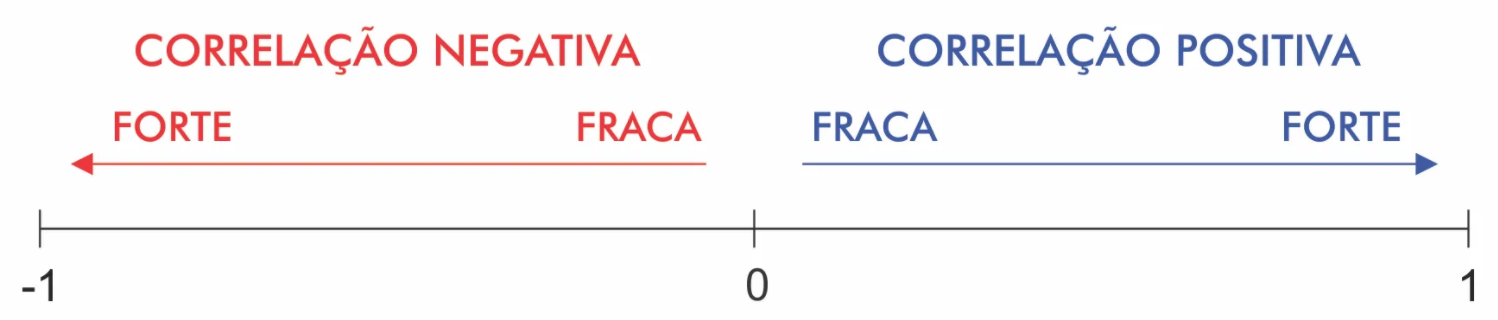 CORRELAÇÃO NEGATIVA CORRELAÇÃO POSITIVA
FORTE FRACA FRACA FORTE
-1 0 1